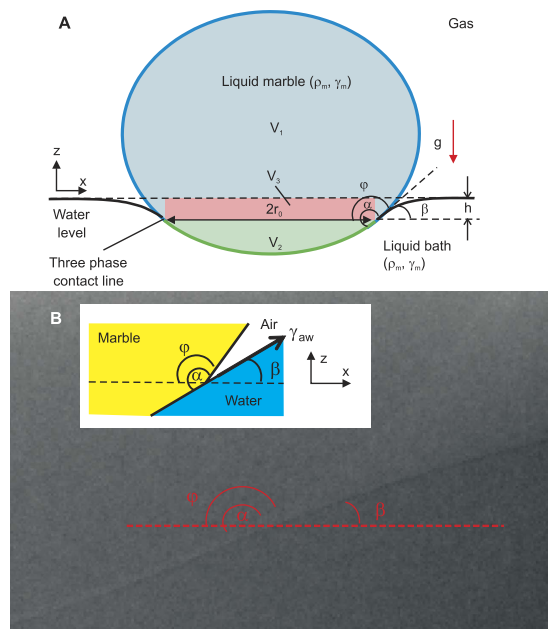 A
Gas
Liquid marble (ρm, γm)
V1
g
z
V3
φ
x
2r0
α
β
h
Water
level
V2
Liquid bath
(ρm, γm)
Three phase
contact line
B
Air
Marble
γaw
φ
z
α
β
x
Water
φ
α
β